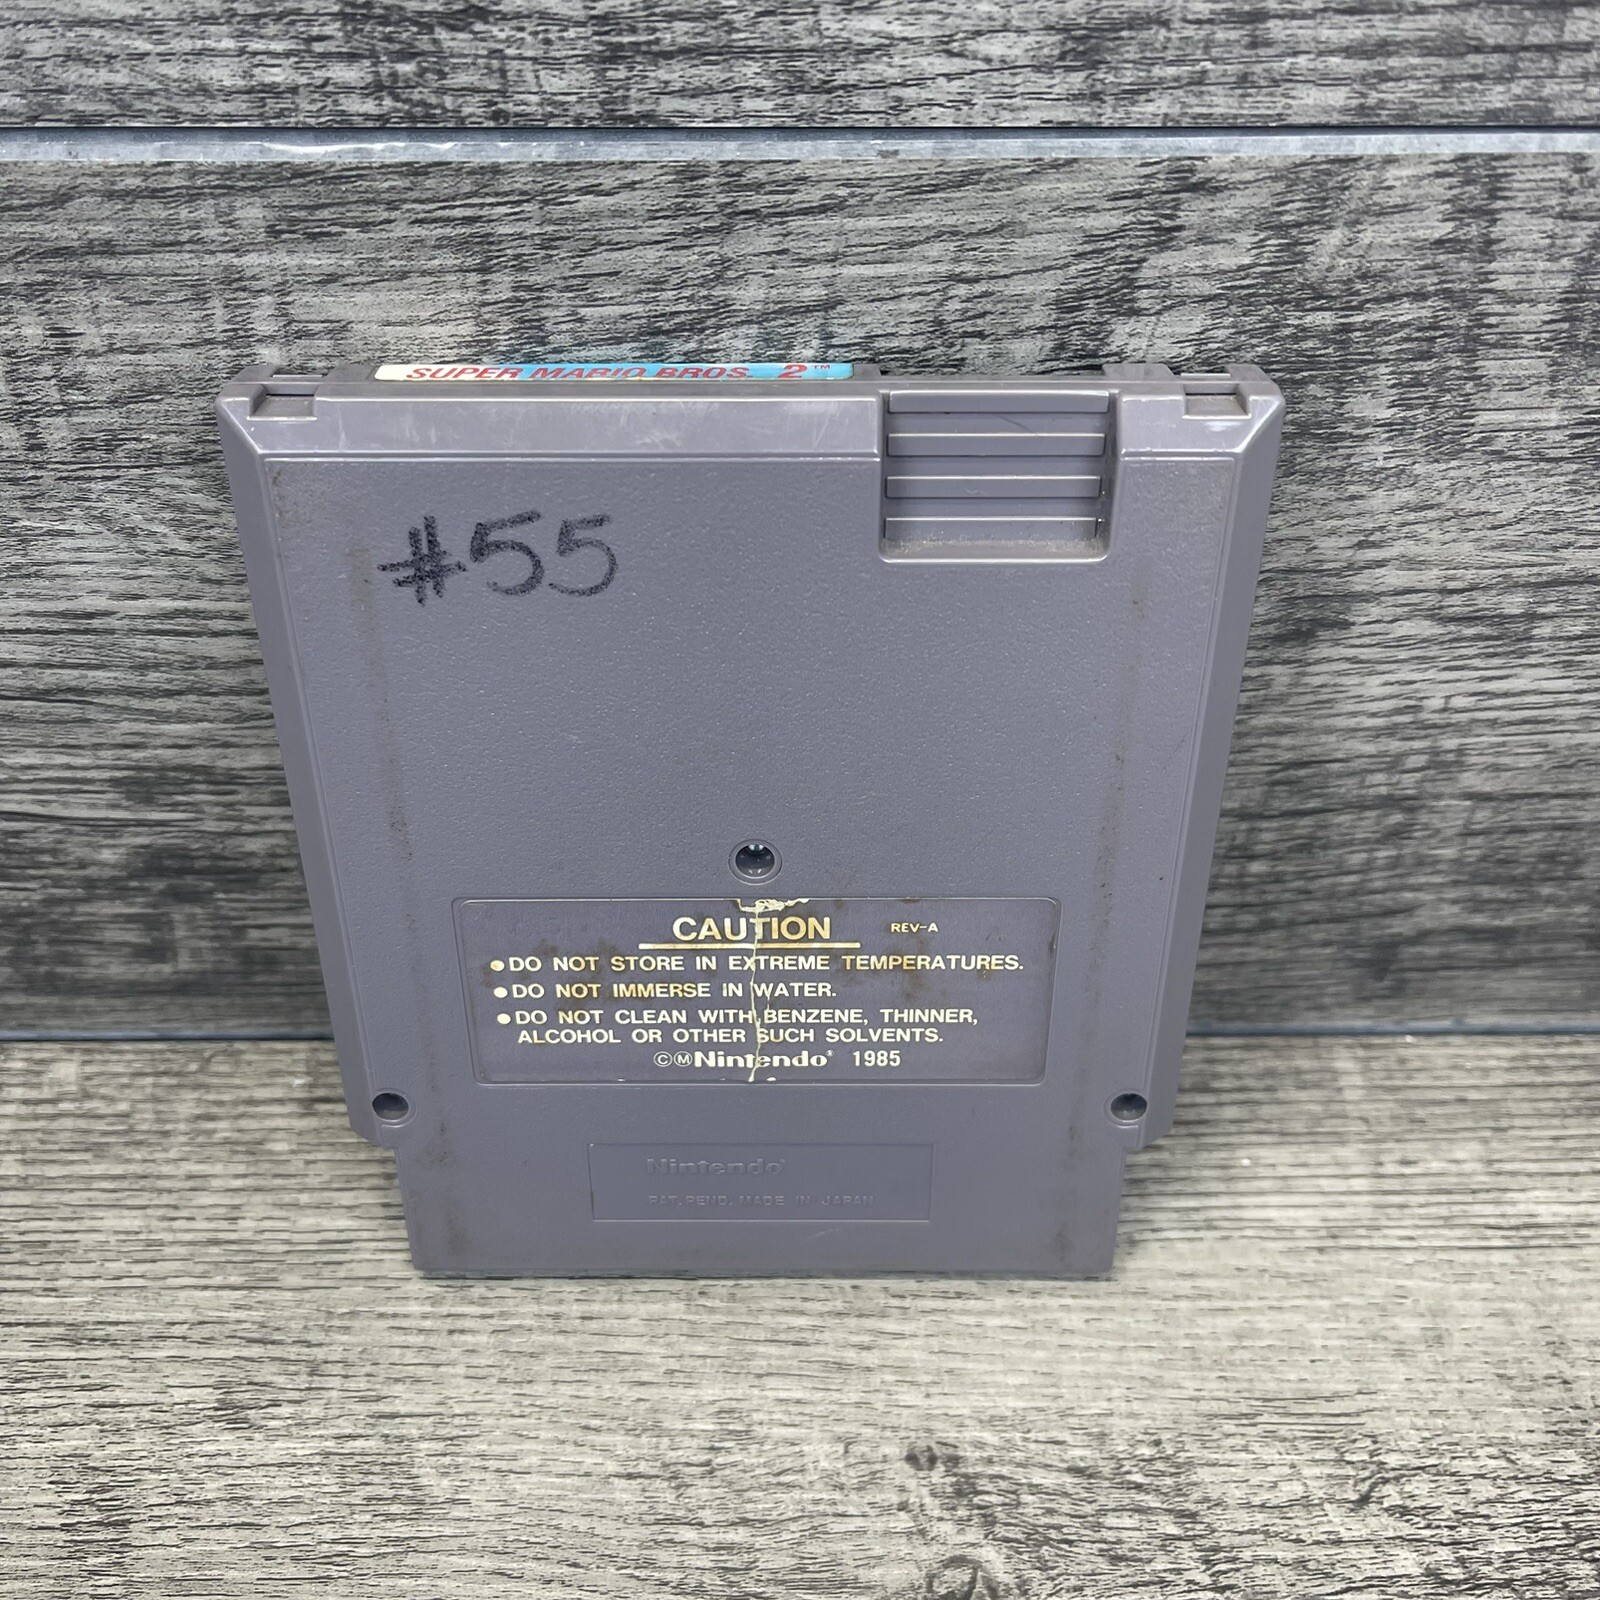 SUPER MARIO BROS. 2™
#55
CAUTION REV-A
●DO NOT STORE IN EXTREME TEMPERATURES.
●DO NOT IMMERSE IN WATER.
●DO NOT CLEAN WITH BENZENE, THINNER,
ALCOHOL OR OTHER SUCH SOLVENTS.
©Ⓜ Nintendo® 1985
Nintendo®
PAT. PEND. MADE IN JAPAN